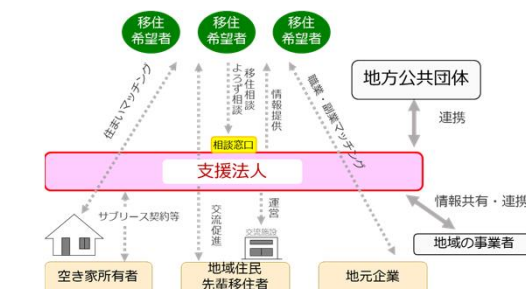 移住
希望者
移住
希望者
移住
希望者
地方公共団体
住まいマッチング
移住相談
よろず相談
情報提供
職業・副業マッチング
連携
相談窓口
支援法人
サブリース契約等
交流促進
運営
交流施設
情報共有・連携
地域の事業者
空き家所有者
地域住民
先輩移住者
地元企業